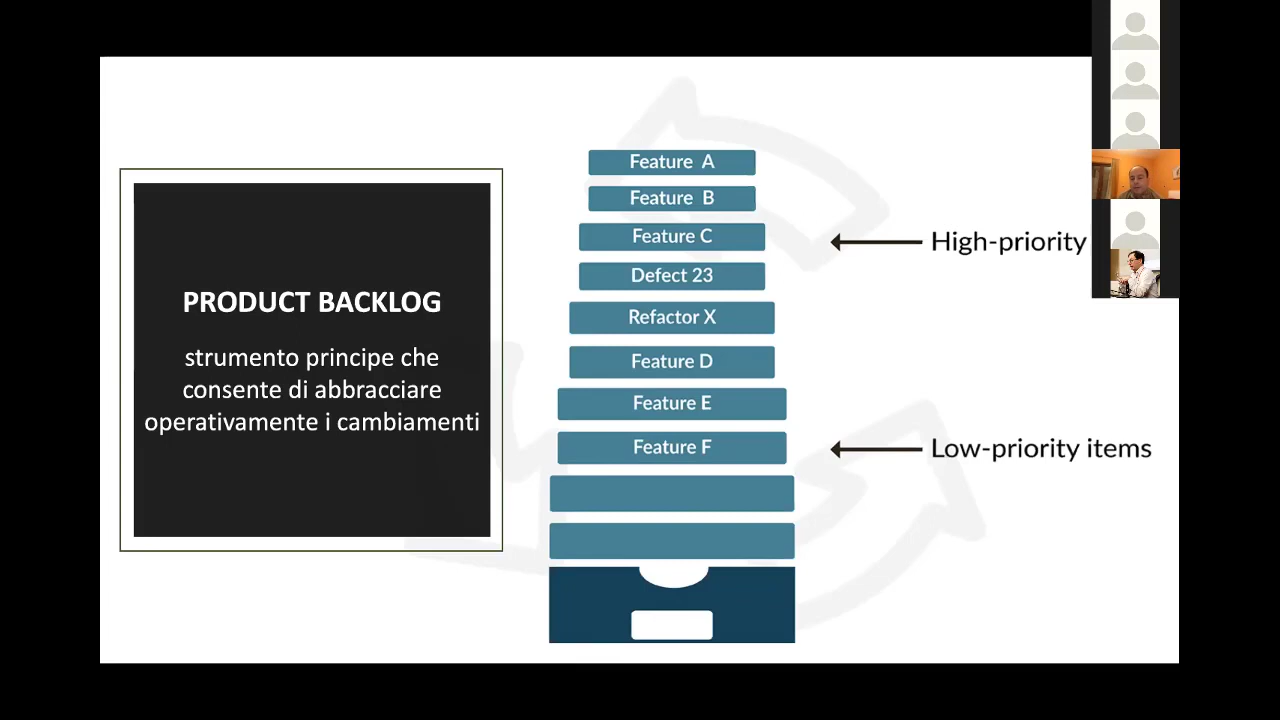 PRODUCT BACKLOG
strumento principe che
consente di abbracciare
operativamente i cambiamenti
Feature A
Feature B
Feature C
Defect 23
Refactor X
Feature D
Feature E
Feature F
High-priority
Low-priority items